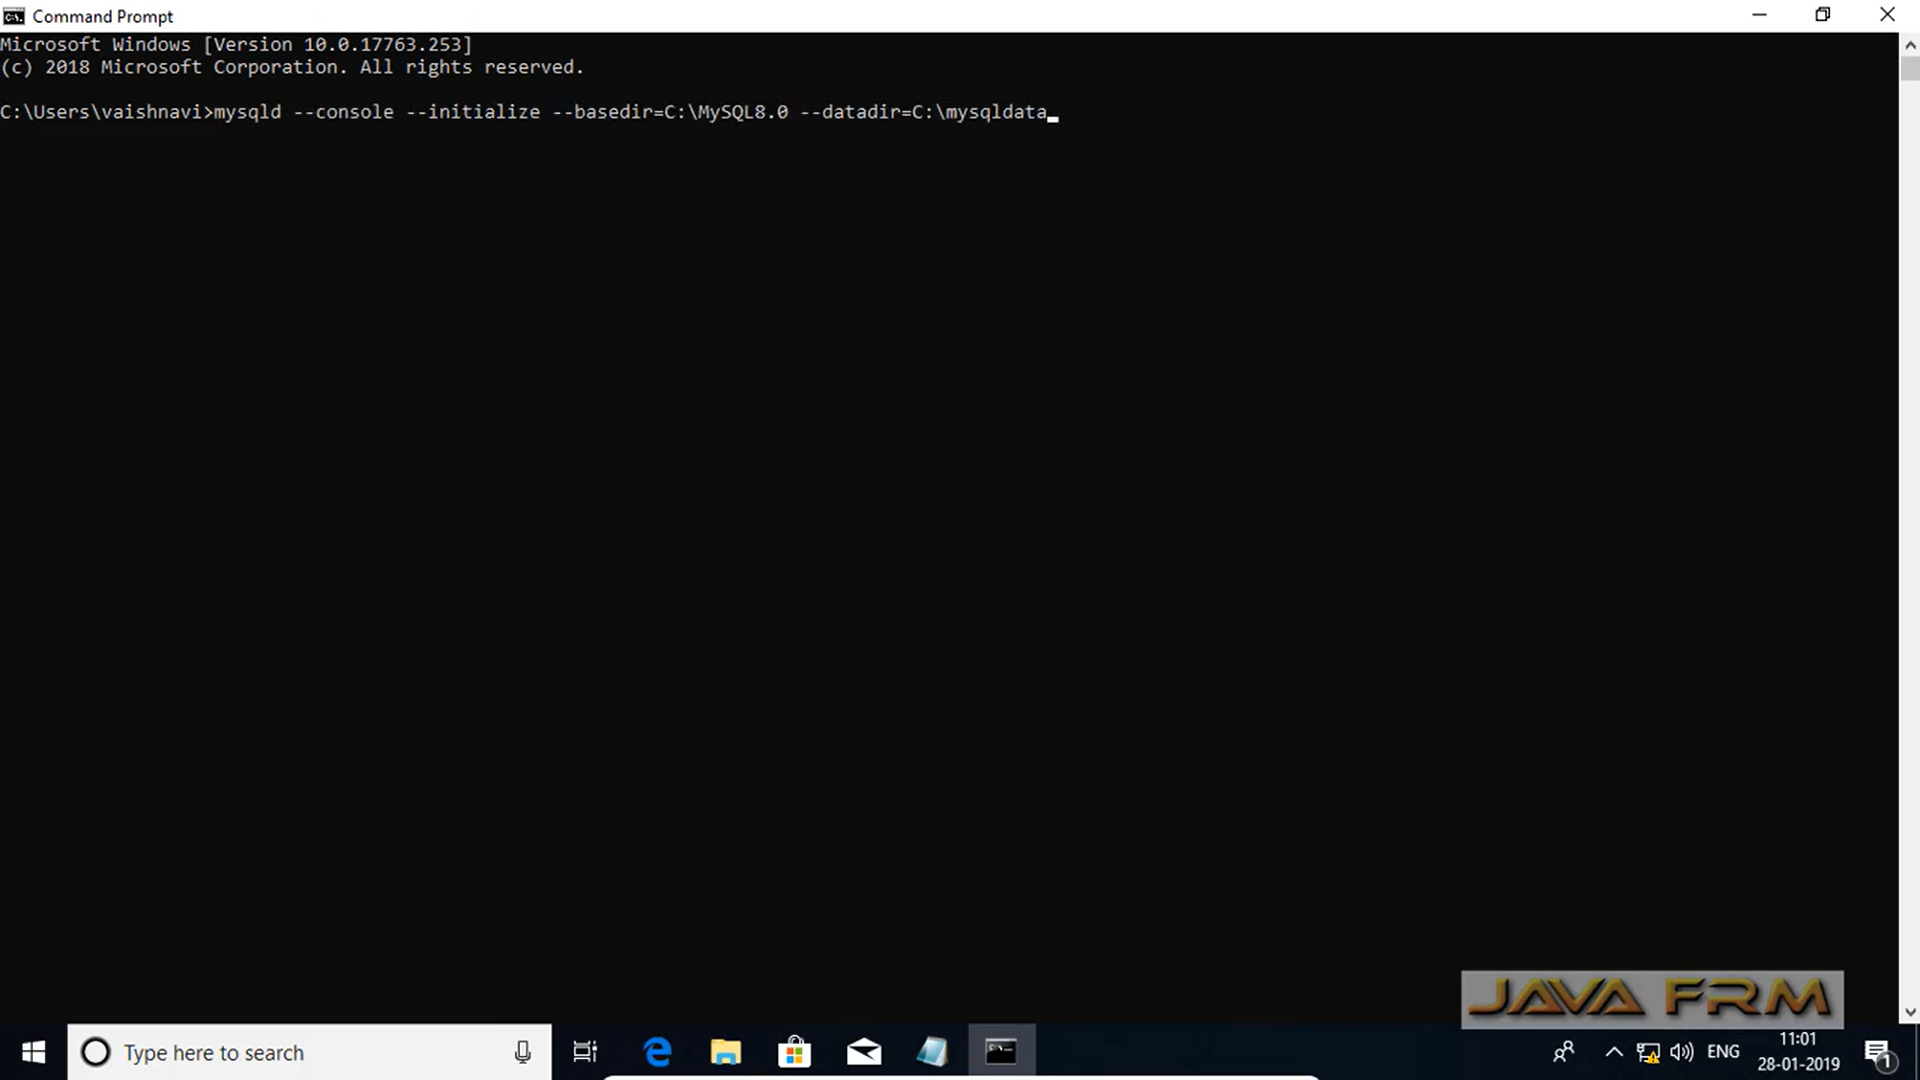 Command Prompt
Microsoft Windows [Version 10.0.17763.253]
(c) 2018 Microsoft Corporation. All rights reserved.
C:\Users\vaishnavi>mysqld --console --initialize --basedir=C:\MySQL8.0 --datadir=C:\mysqldata
JAVA FRM
Type here to search
ENG
11:01
28-01-2019
1